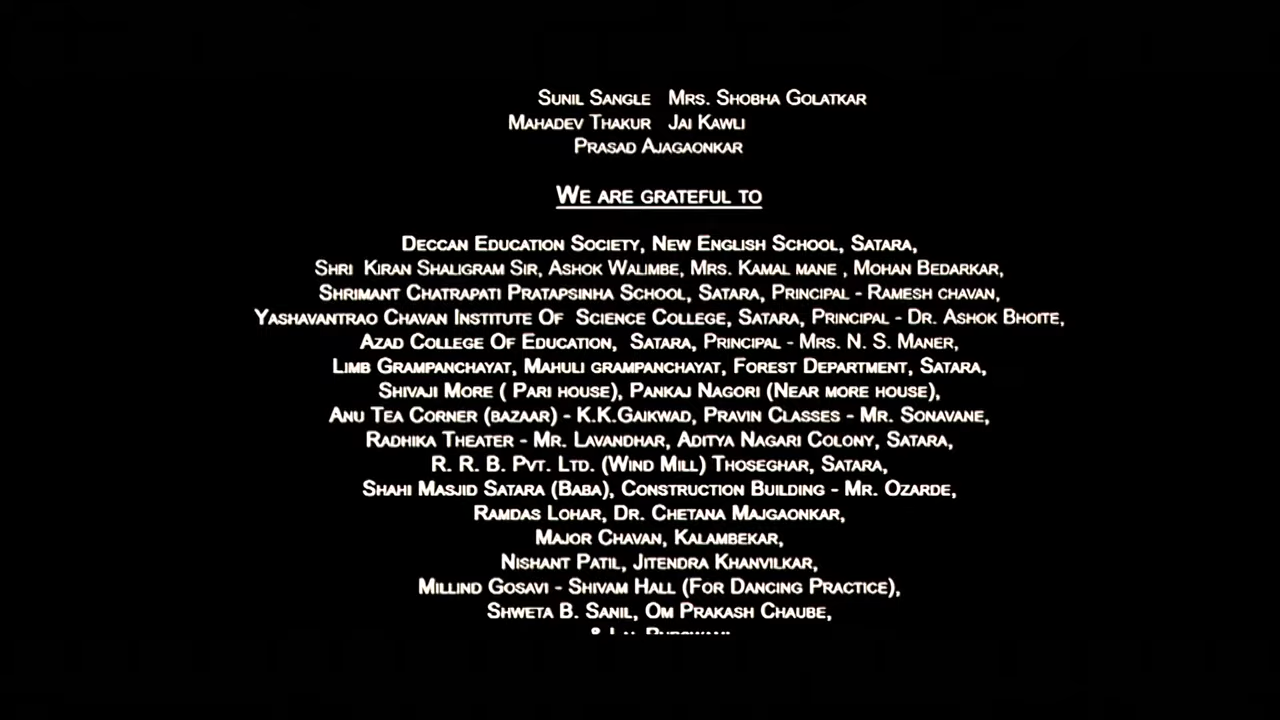 Sunil Sangle Mrs. Shobha Golatkar
Mahadev Thakur Jai Kawli
Prasad Ajagaonkar
We are grateful to
Deccan Education Society, New English School, Satara,
Shri Kiran Shaligram Sir, Ashok Walimbe, Mrs. Kamal mane , Mohan Bedarkar,
Shrimant Chatrapati Pratapsinha School, Satara, Principal - Ramesh chavan,
Yashavantrao Chavan Institute Of Science College, Satara, Principal - Dr. Ashok Bhoite,
Azad College Of Education, Satara, Principal - Mrs. N. S. Maner,
Limb Grampanchayat, Mahuli grampanchayat, Forest Department, Satara,
Shivaji More ( Pari house), Pankaj Nagori (Near more house),
Anu Tea Corner (bazaar) - K.K.Gaikwad, Pravin Classes - Mr. Sonavane,
Radhika Theater - Mr. Lavandhar, Aditya Nagari Colony, Satara,
R. R. B. Pvt. Ltd. (Wind Mill) Thoseghar, Satara,
Shahi Masjid Satara (Baba), Construction Building - Mr. Ozarde,
Ramdas Lohar, Dr. Chetana Majgaonkar,
Major Chavan, Kalambekar,
Nishant Patil, Jitendra Khanvilkar,
Millind Gosavi - Shivam Hall (For Dancing Practice),
Shweta B. Sanil, Om Prakash Chaube,
&